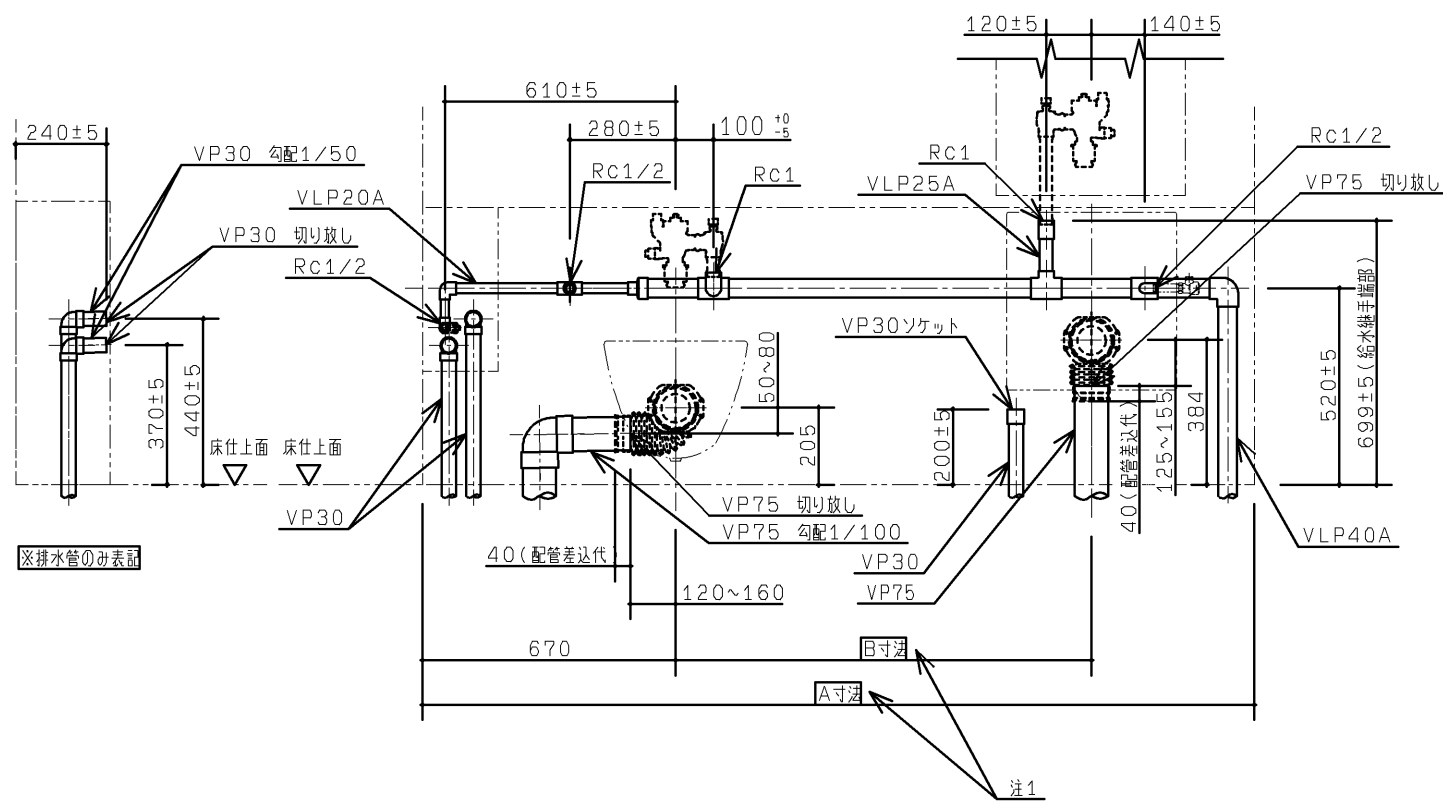 120±5
140±5
610±5
280±5
100 +0 -5
240±5
VP30 勾配1/50
Rc1/2
Rc1
Rc1
Rc1/2
VLP20A
VLP25A
VP75 切り放し
VP30 切り放し
Rc1/2
VP30ソケット
50~80
370±5
440±5
205
200±5
40(配管差込代)
125~155
384
520±5
699±5(給水継手端部)
床仕上面
床仕上面
VP30
VP75 切り放し
VP75 勾配1/100
VLP40A
※排水管のみ表記
40(配管差込代)
VP30
120~160
VP75
670
B寸法
A寸法
注1